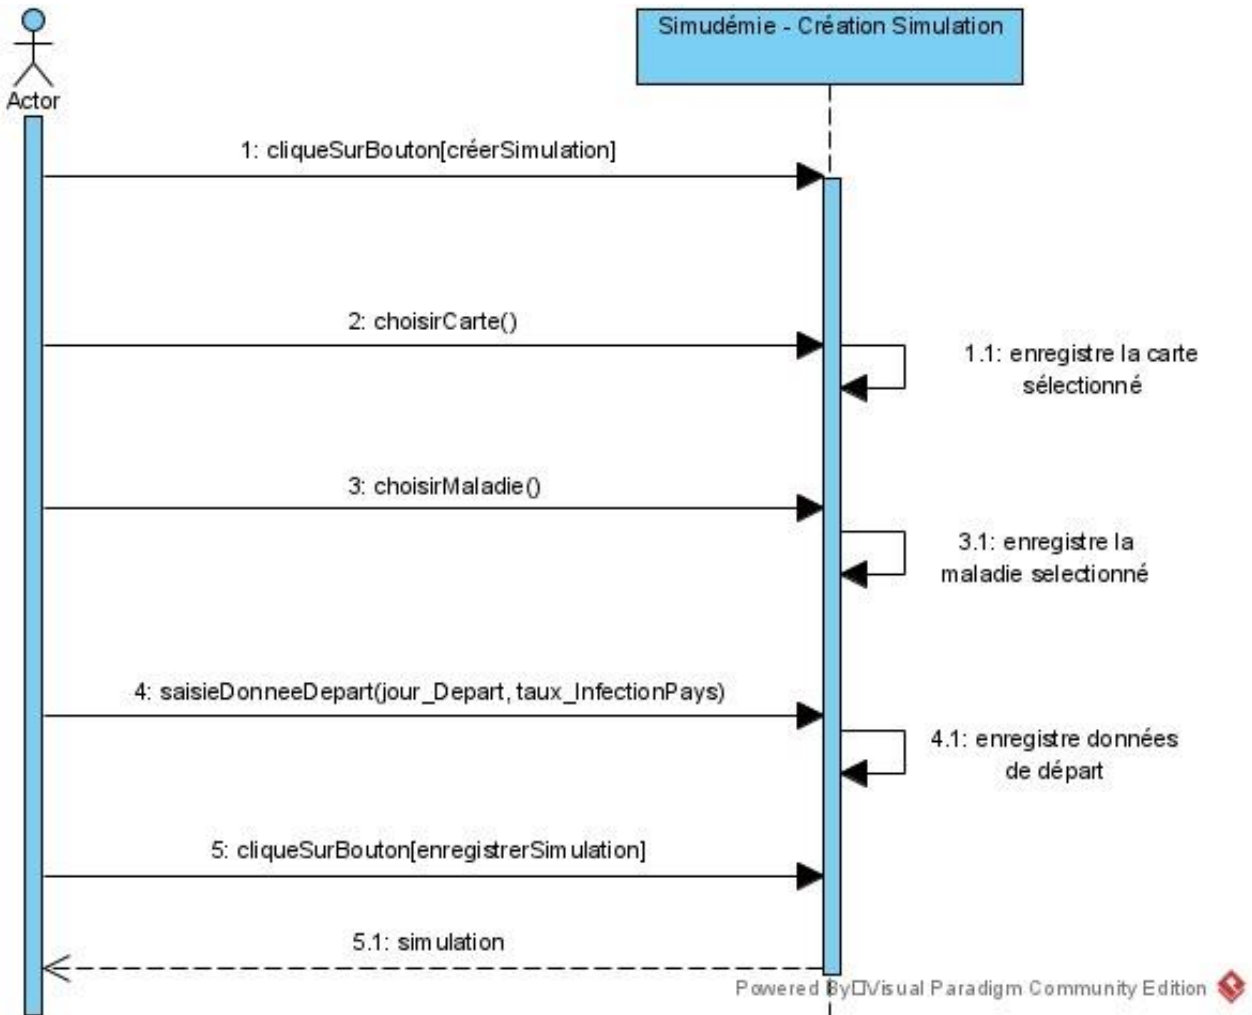 Simudémie - Création Simulation
Actor
1: cliqueSurBouton[créerSimulation]
2: choisirCarte()
1.1: enregistre la carte
sélectionné
3: choisirMaladie()
3.1: enregistre la
maladie selectionné
4: saisieDonneeDepart(jour_Depart, taux_InfectionPays)
4.1: enregistre données
de départ
5: cliqueSurBouton[enregistrerSimulation]
5.1: simulation
Powered By□Visual Paradigm Community Edition